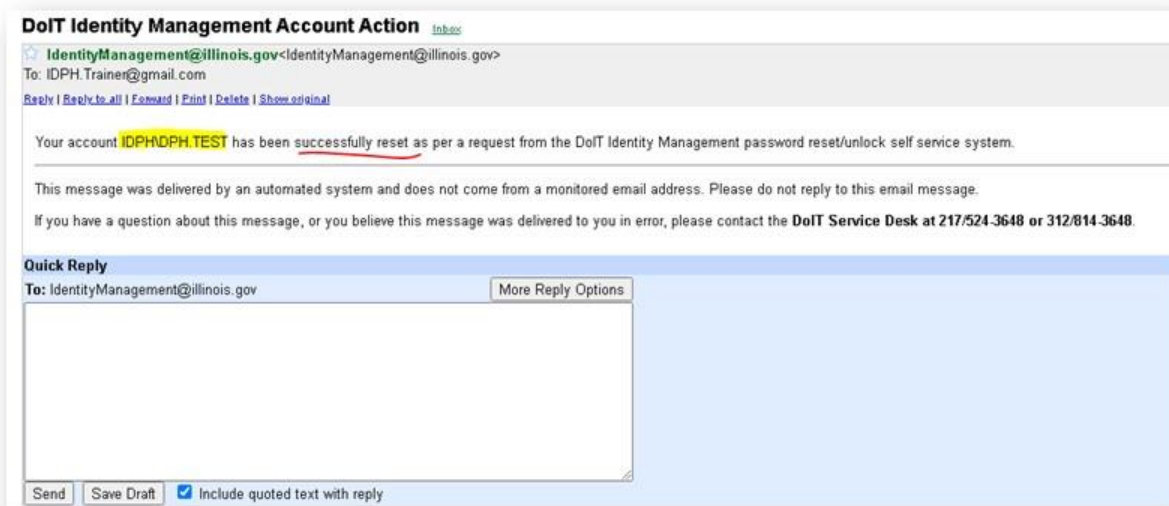 DoIT Identity Management Account Action Inbox
IdentityManagement@illinois.gov<IdentityManagement@illinois.gov>
To: IDPH.Trainer@gmail.com
Reply | Reply to all | Forward | Print | Delete | Show original
Your account IDPH\DPH.TEST has been successfully reset as per a request from the DoIT Identity Management password reset/unlock self service system.
This message was delivered by an automated system and does not come from a monitored email address. Please do not reply to this email message.
If you have a question about this message, or you believe this message was delivered to you in error, please contact the DoIT Service Desk at 217/524-3648 or 312/814-3648.
Quick Reply
To: IdentityManagement@illinois.gov More Reply Options
Send Save Draft Include quoted text with reply